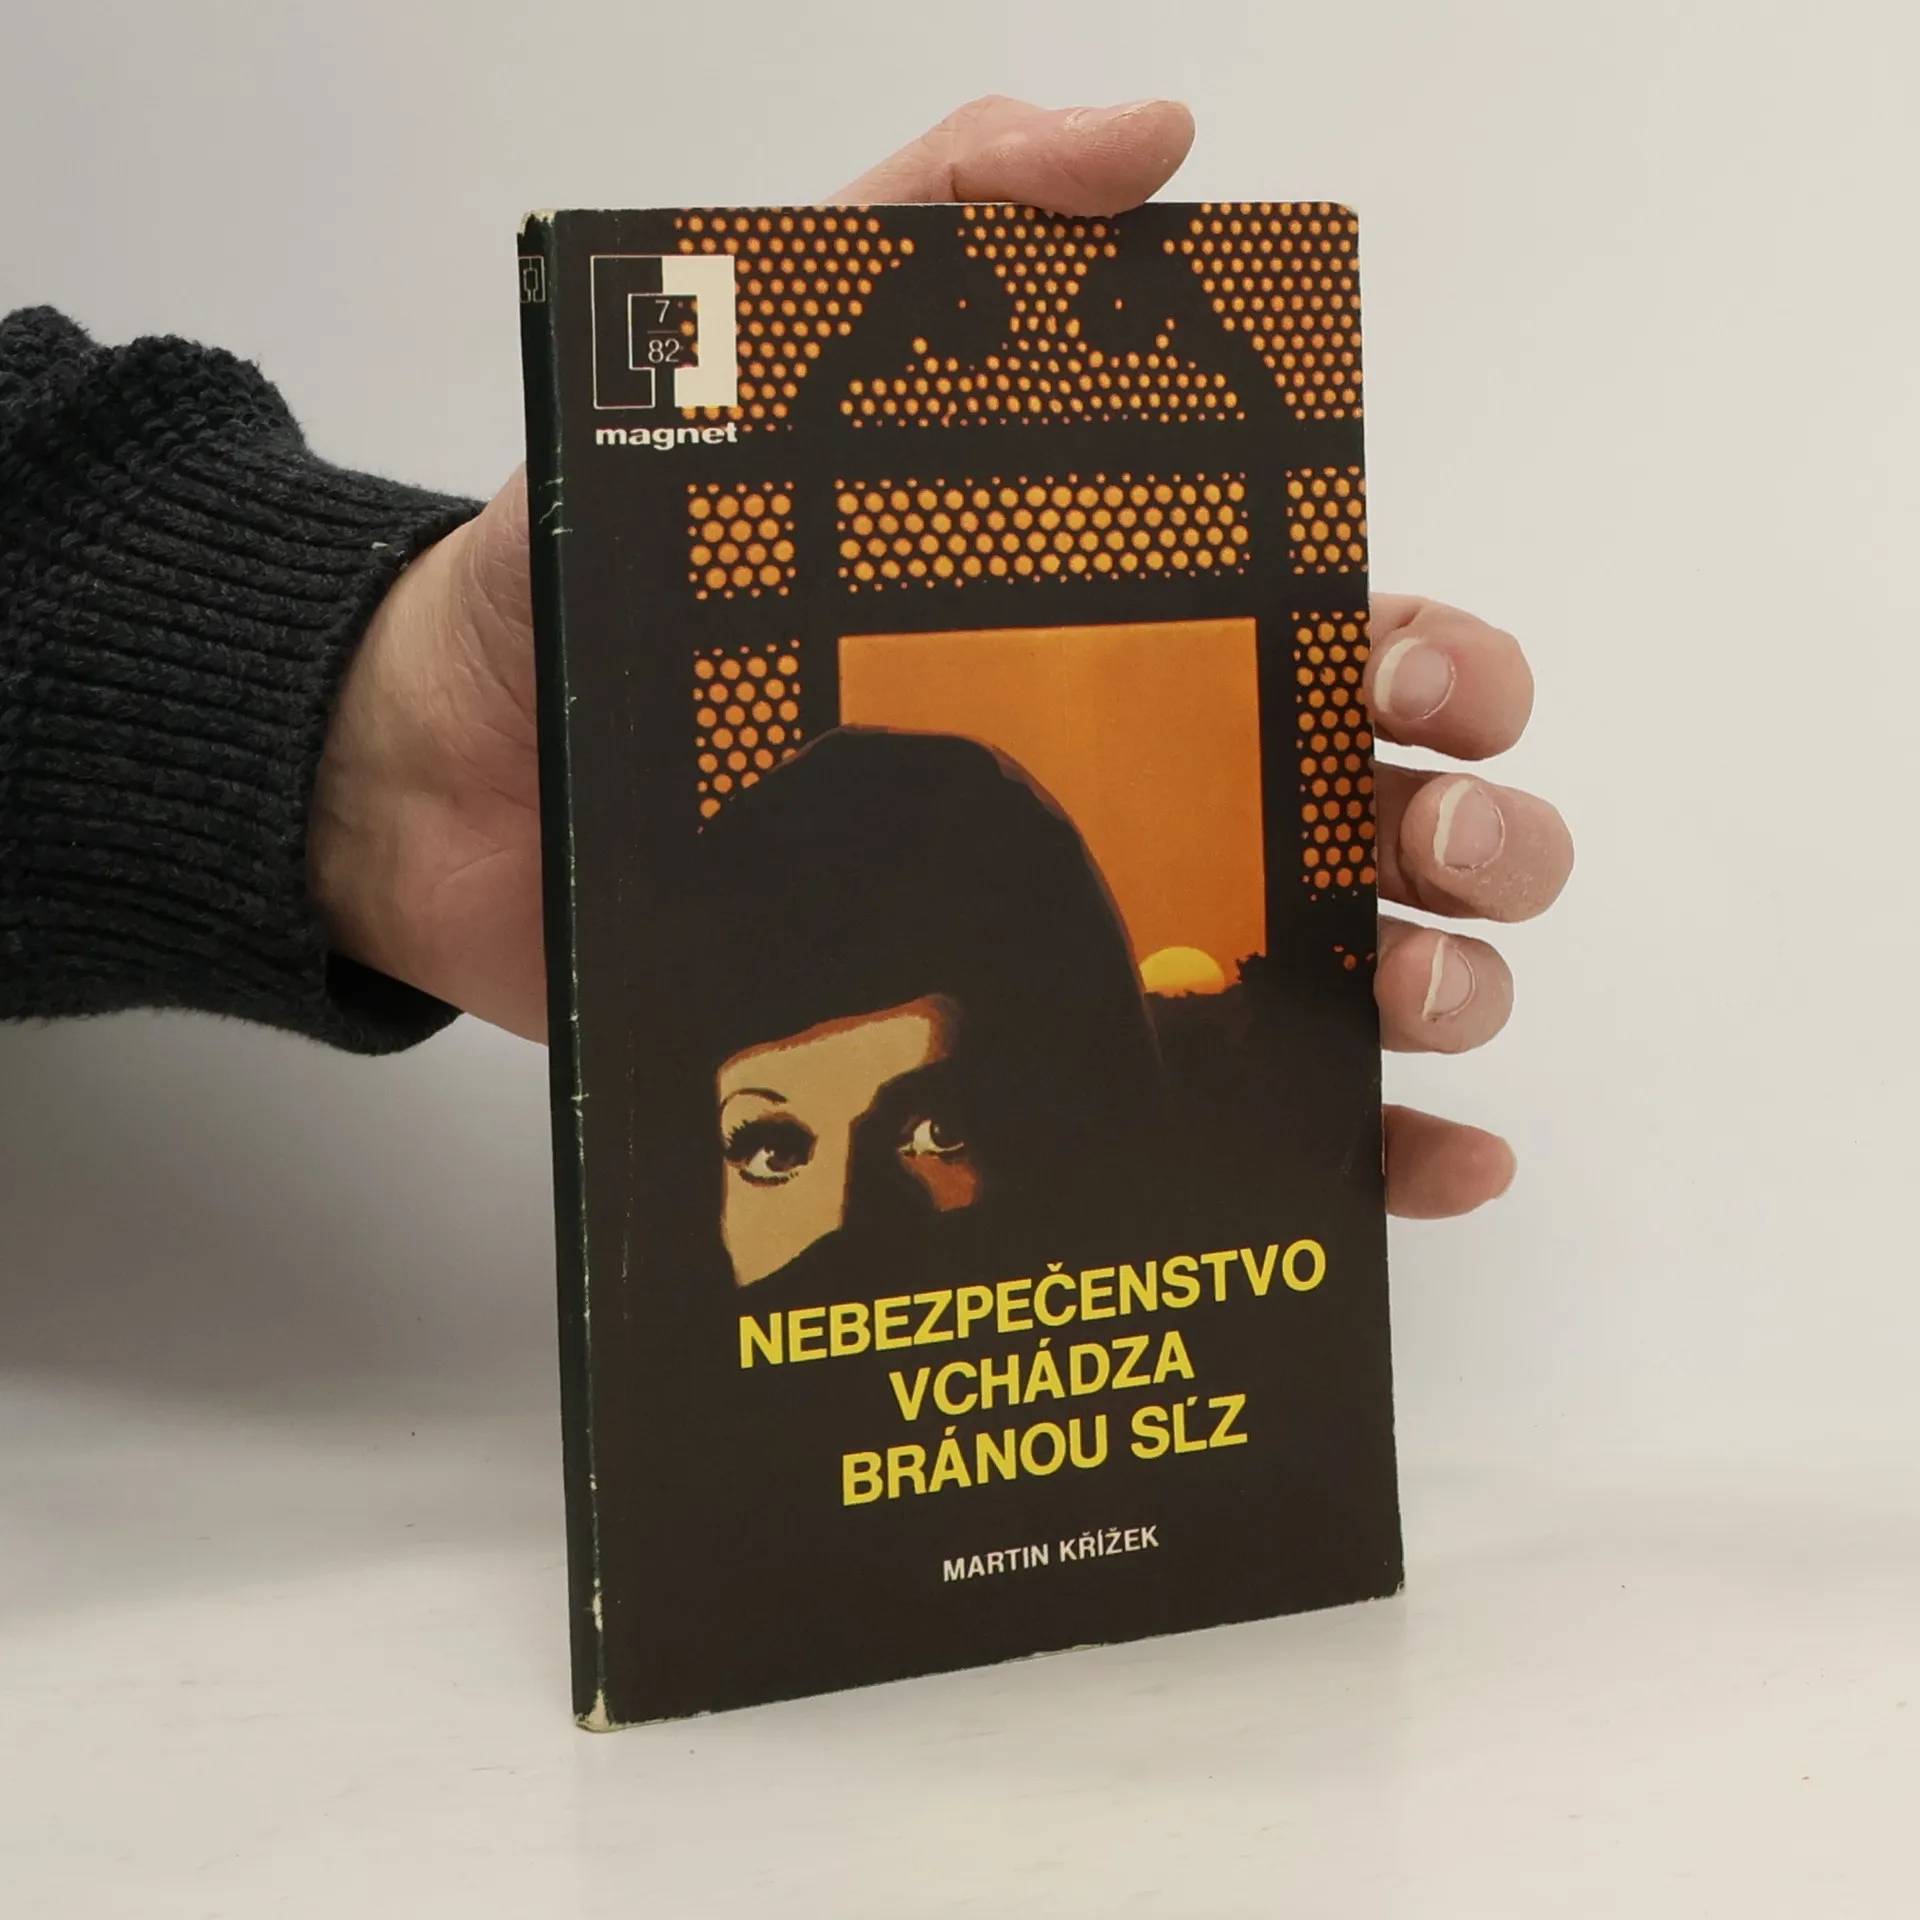 7
82
magnet
NEBEZPEČENSTVO
VCHÁDZA
BRÁNOU SĹZ
MARTIN KŘÍŽEK